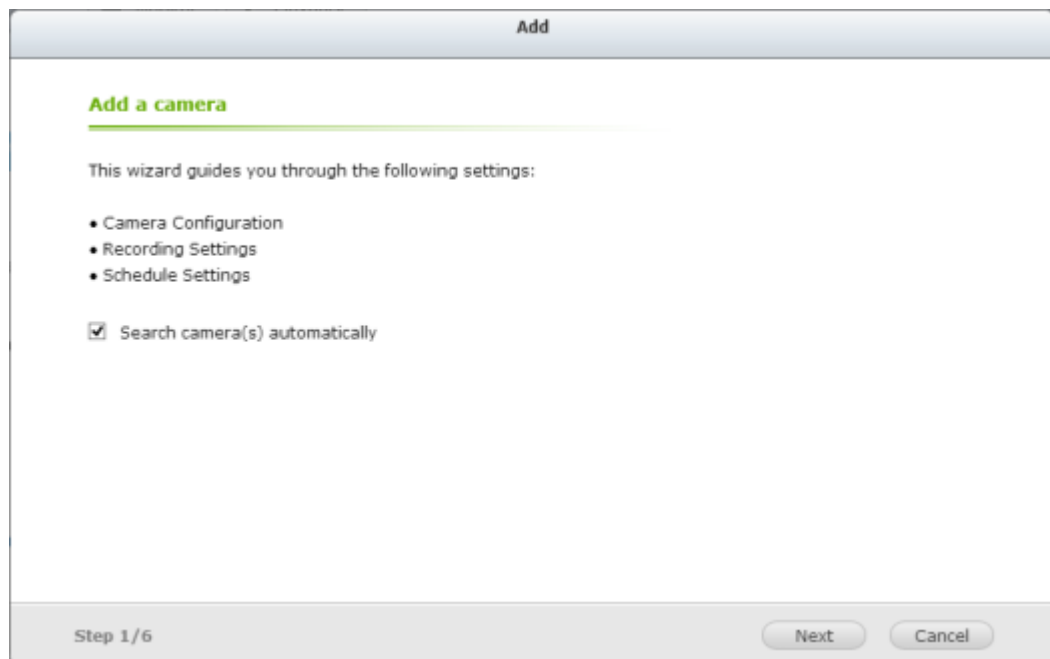 Add
Add a camera
This wizard guides you through the following settings:
• Camera Configuration
• Recording Settings
• Schedule Settings
Search camera(s) automatically
Step 1/6
Next
Cancel